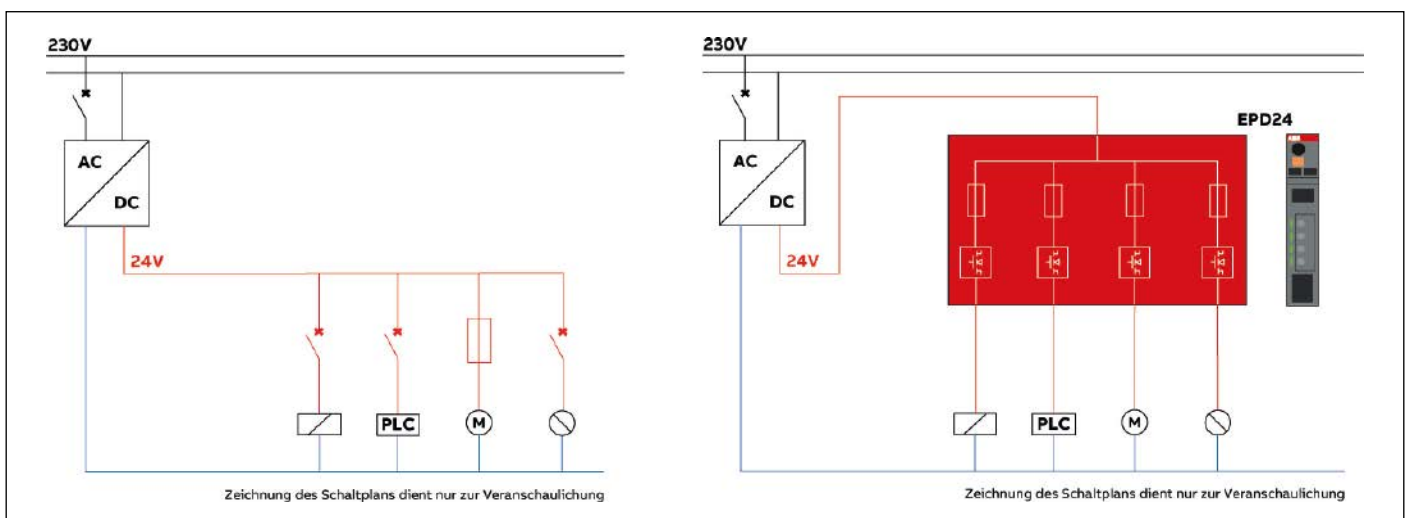 230V
AC
DC
24V
PLC
M
Zeichnung des Schaltplans dient nur zur Veranschaulichung
230V
EPD24
ABB
AC
DC
24V
PLC
M
Zeichnung des Schaltplans dient nur zur Veranschaulichung